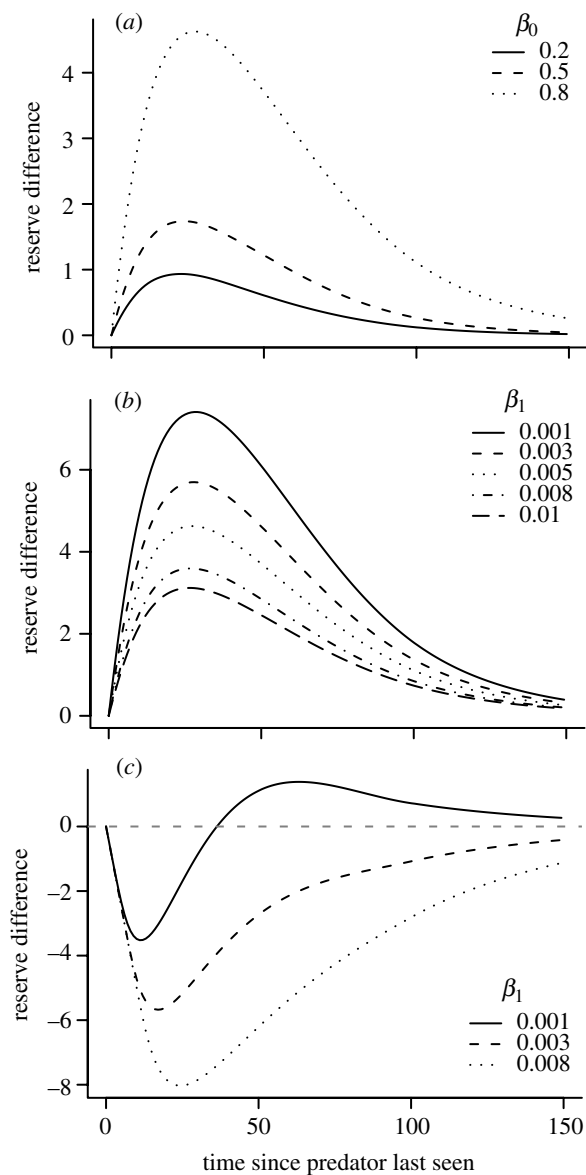 (a)
β0
0.2
0.5
0.8
4
3
2
1
0
reserve difference
(b)
β1
0.001
0.003
0.005
0.008
0.01
6
4
2
0
reserve difference
(c)
0
–2
–4
–6
–8
reserve difference
β1
0.001
0.003
0.008
0 50 100 150
time since predator last seen